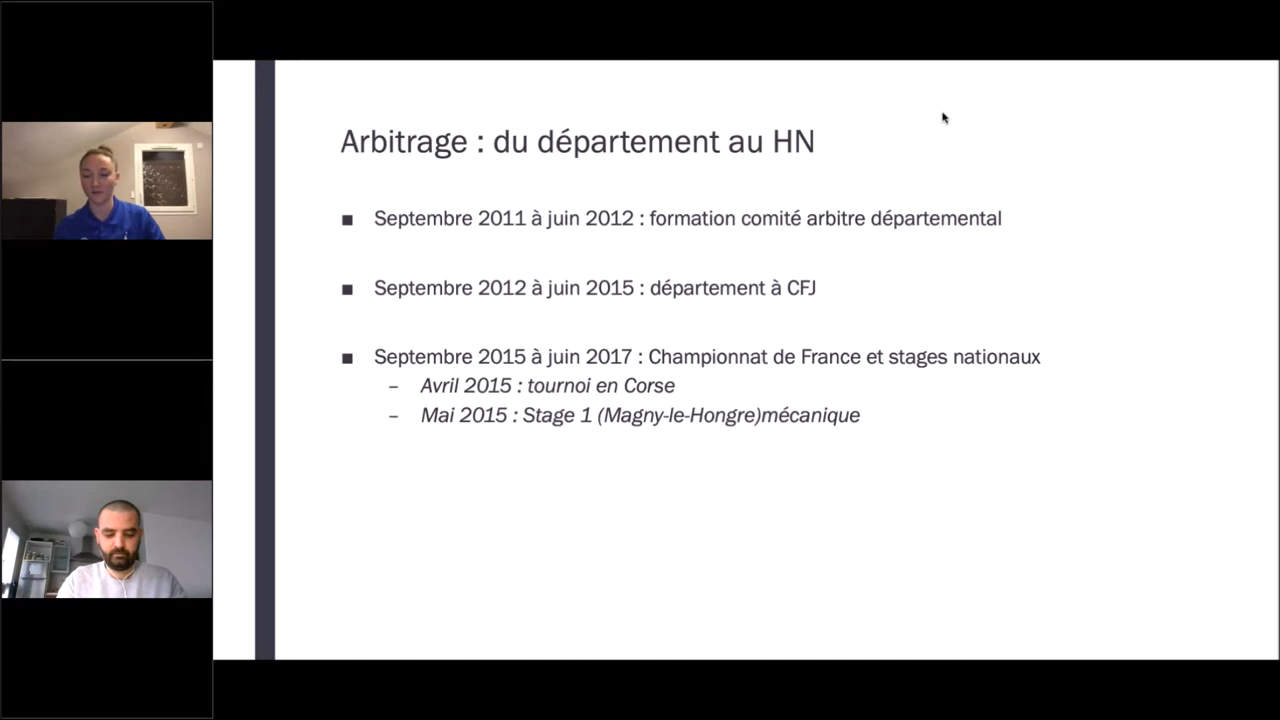 Arbitrage : du département au HN
■ Septembre 2011 à juin 2012 : formation comité arbitre départemental
■ Septembre 2012 à juin 2015 : département à CFJ
■ Septembre 2015 à juin 2017 : Championnat de France et stages nationaux
– Avril 2015 : tournoi en Corse
– Mai 2015 : Stage 1 (Magny-le-Hongre)mécanique